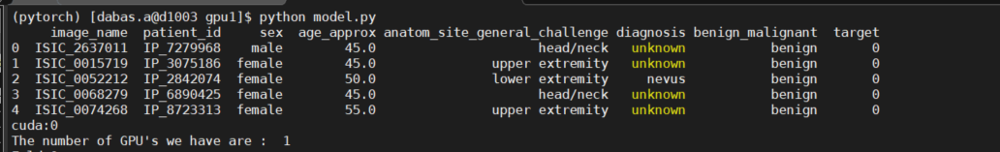 (pytorch) [dabas.a@d1003 gpu1]$ python model.py
image_name patient_id sex age_approx anatom_site_general_challenge diagnosis benign_malignant target
0 ISIC_2637011 IP_7279968 male 45.0 head/neck unknown benign 0
1 ISIC_0015719 IP_3075186 female 45.0 upper extremity unknown benign 0
2 ISIC_0052212 IP_2842074 female 50.0 lower extremity nevus benign 0
3 ISIC_0068279 IP_6890425 female 45.0 head/neck unknown benign 0
4 ISIC_0074268 IP_8723313 female 55.0 upper extremity unknown benign 0
cuda:0
The number of GPU's we have are : 1